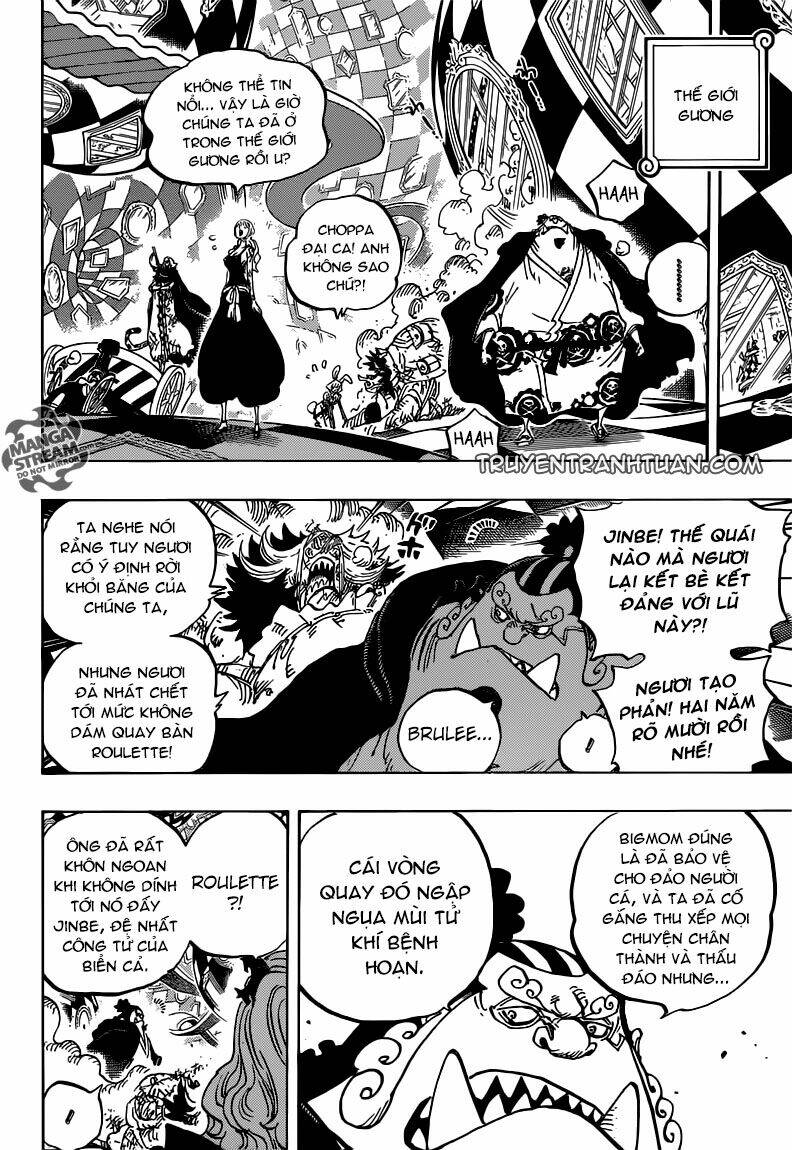 THẾ GIỚI
GƯƠNG
KHÔNG THỂ TIN
NỔI... VẬY LÀ GIỜ
CHÚNG TA ĐÃ Ở
TRONG THẾ GIỚI
GƯƠNG RỒI U?
CHOPPA
ĐẠI CA! ANH
KHÔNG SAO
CHỨ?!
HAAH
HAAH
MANGA
STREAM.com
DO NOT MIRROR!
TRUYENTRANHTUAN.COM
JINBE! THẾ QUÁI
NÀO MÀ NGƯƠI
LẠI KẾT BÈ KẾT
ĐẢNG VỚI LŨ
NÀY?!
NGƯƠI TẠO
PHẢN! HAI NĂM
RÕ MƯỜI RỒI
NHÉ!
!
BRULEE...
TA NGHE NÓI
RẰNG TUY NGƯƠI
CÓ Ý ĐỊNH RỜI
KHỎI BĂNG CỦA
CHÚNG TA,
NHƯNG NGƯƠI
ĐÃ NHÁT CHẾT
TỚI MỨC KHÔNG
DÁM QUAY BÀN
ROULETTE!
BIGMOM ĐÚNG
LÀ ĐÃ BẢO VỆ
CHO ĐẢO NGƯỜI
CÁ, VÀ TA ĐÃ CỐ
GẮNG THU XẾP MỌI
CHUYỆN CHÂN
THÀNH VÀ THẤU
ĐÁO NHƯNG...
CÁI VÒNG
QUAY ĐÓ NGẬP
NGỤA MÙI TỬ
KHÍ BỆNH
HOẠN.
ROULETTE
?!
ÔNG ĐÃ RẤT
KHÔN NGOAN
KHI KHÔNG DÍNH
TỚI NÓ ĐẤY
JINBE, ĐỆ NHẤT
CÔNG TỬ CỦA
BIỂN CẢ.
!